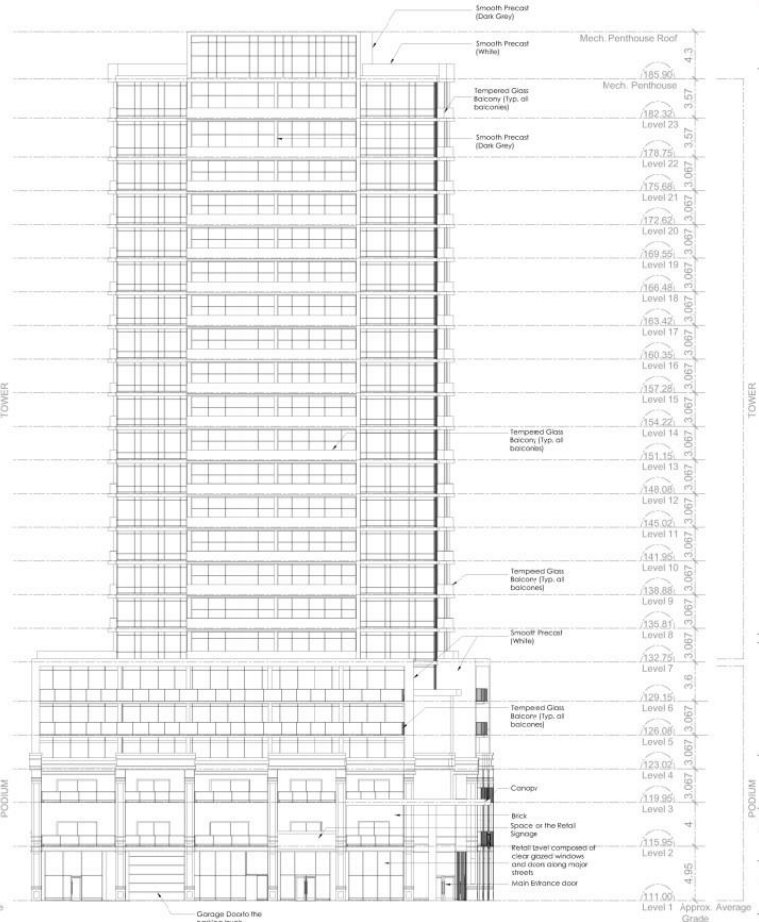 Smooth Precast
(Dark Grey)
Mech. Penthouse Roof
Smooth Precast
(White)
4.3
185.90
Mech. Penthouse
Tempered Glass
Balcony (Typ. all
balconies)
3.57
182.32
Level 23
Smooth Precast
(Dark Grey)
3.57
178.75
Level 22
3.067
175.68
Level 21
3.067
172.62
Level 20
3.067
169.55
Level 19
3.067
166.48
Level 18
3.067
163.42
Level 17
3.067
160.35
Level 16
3.067
157.28
Level 15
3.067
TOWER
TOWER
154.22
Level 14
Tempered Glass
Balcony (Typ. all
balconies)
3.067
151.15
Level 13
3.067
148.08
Level 12
3.067
145.02
Level 11
3.067
141.95
Level 10
Tempered Glass
Balcony (Typ. all
balconies)
3.067
138.88
Level 9
3.067
135.81
Level 8
Smooth Precast
(White)
3.067
132.75
Level 7
3.6
129.15
Level 6
Tempered Glass
Balcony (Typ. all
balconies)
3.067
126.08
Level 5
3.067
123.02
Level 4
3.067
PODIUM
PODIUM
Canopy
119.95
Level 3
Brick
Space or the Retail
Signage
4
115.95
Level 2
Retail level composed of
clear glazed windows
and doors along major
streets
Main Entrance door
4.95
111.00
Level 1 Approx. Average
Grade
Garage Door to the